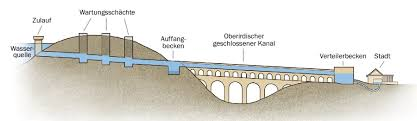 Zulauf
Wartungsschächte
Wasser-
quelle
Auffang-
becken
Oberirdischer
geschlossener Kanal
Verteilerbecken
Stadt